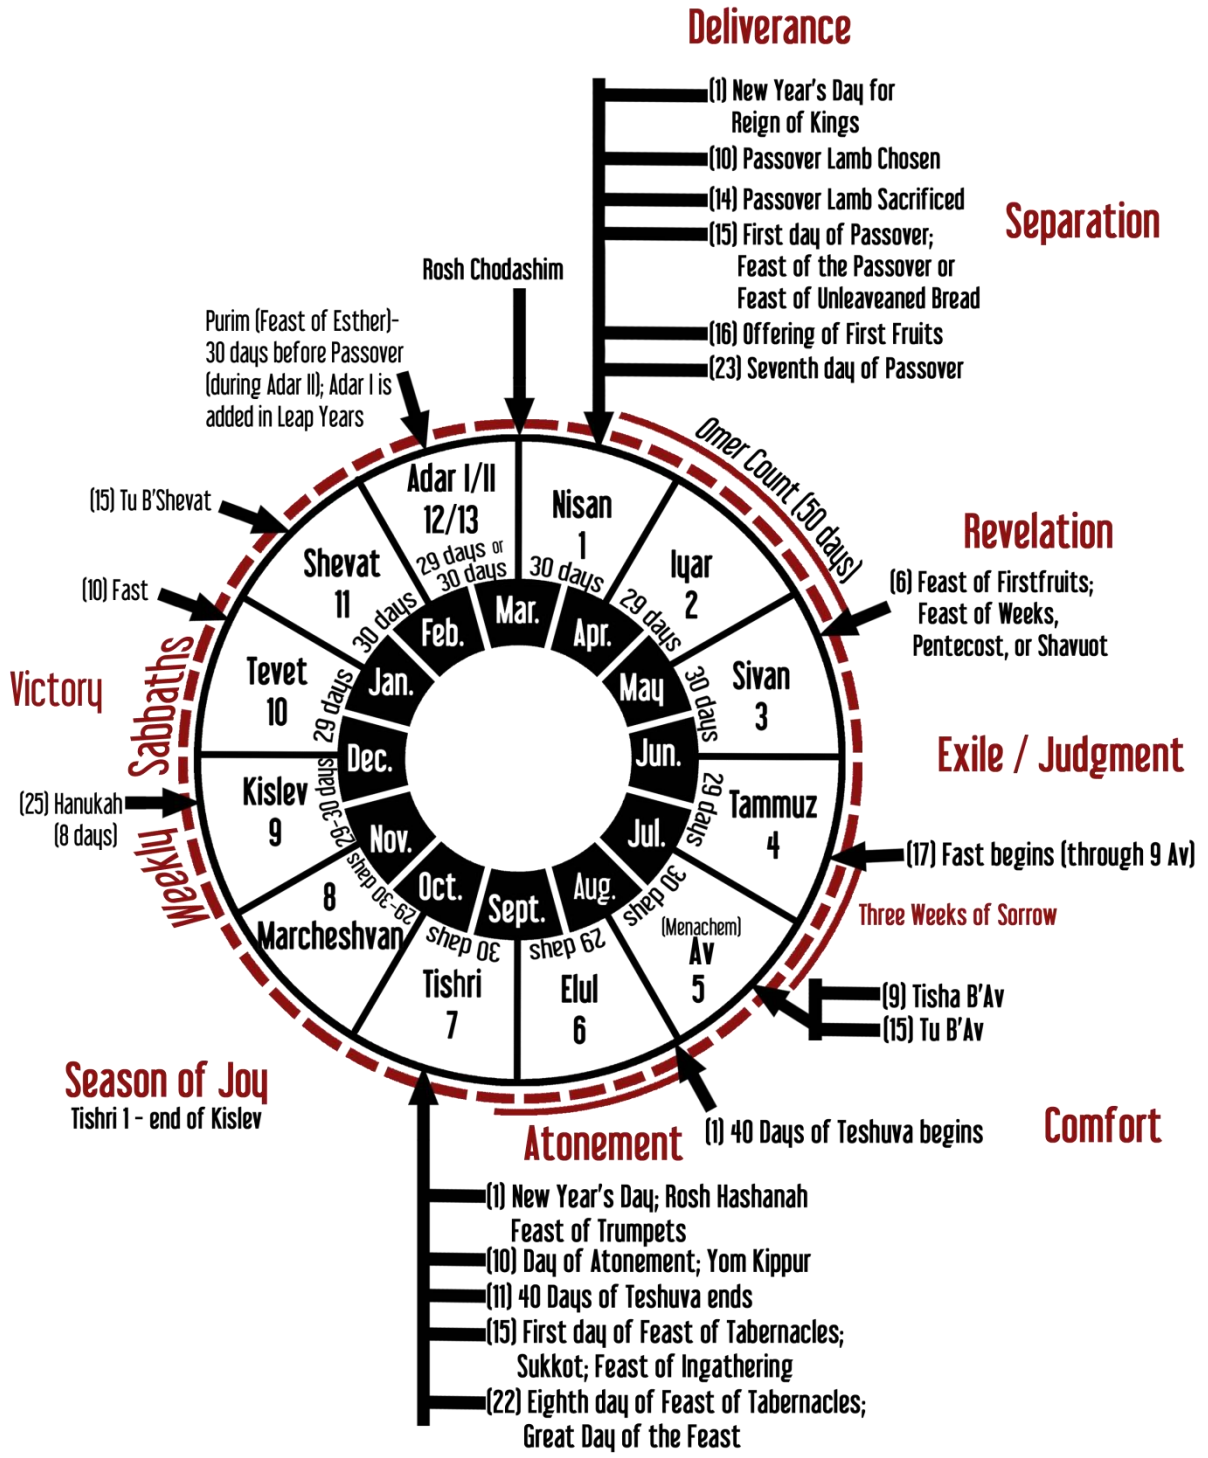 Deliverance
(1) New Year's Day for
Reign of Kings
(10) Passover Lamb Chosen
(14) Passover Lamb Sacrificed
(15) First day of Passover;
Feast of the Passover or
Feast of Unleaveaned Bread
(16) Offering of First Fruits
(23) Seventh day of Passover
Separation
Rosh Chodashim
Purim (Feast of Esther)-
30 days before Passover
(during Adar II); Adar I is
added in Leap Years
(15) Tu B'Shevat
(10) Fast
Victory
Weekly Sabbaths
(25) Hanukah
(8 days)
Omer Count (50 days)
Revelation
(6) Feast of Firstfruits;
Feast of Weeks,
Pentecost, or Shavuot
Exile / Judgment
(17) Fast begins (through 9 Av)
Three Weeks of Sorrow
(9) Tisha B'Av
(15) Tu B'Av
Comfort
(1) 40 Days of Teshuva begins
Nisan
1
30 days
Iyar
2
29 days
Sivan
3
30 days
Tammuz
4
29 days
(Menachem)
Av
5
30 days
Elul
6
29 days
Tishri
7
30 days
8
Marcheshvan
29-30 days
Kislev
9
29-30 days
Tevet
10
29 days
Shevat
11
30 days
Adar I/II
12/13
29 days or
30 days
Mar.
Apr.
May
Jun.
Jul.
Aug.
Sept.
Oct.
Nov.
Dec.
Jan.
Feb.
Season of Joy
Tishri 1 - end of Kislev
Atonement
(1) New Year's Day; Rosh Hashanah
Feast of Trumpets
(10) Day of Atonement; Yom Kippur
(11) 40 Days of Teshuva ends
(15) First day of Feast of Tabernacles;
Sukkot; Feast of Ingathering
(22) Eighth day of Feast of Tabernacles;
Great Day of the Feast